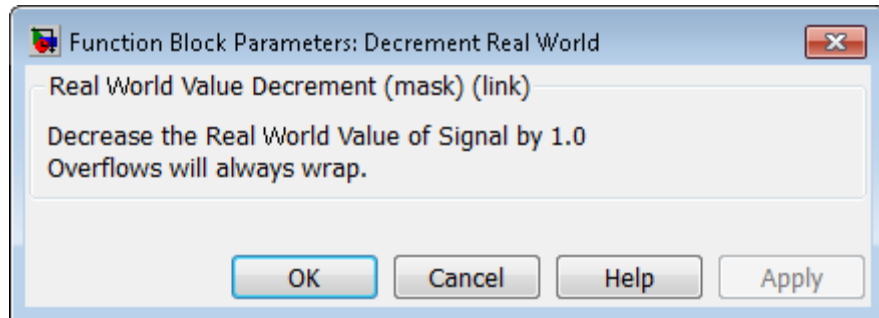 Function Block Parameters: Decrement Real World
Real World Value Decrement (mask) (link)
Decrease the Real World Value of Signal by 1.0
Overflows will always wrap.
OK Cancel Help Apply